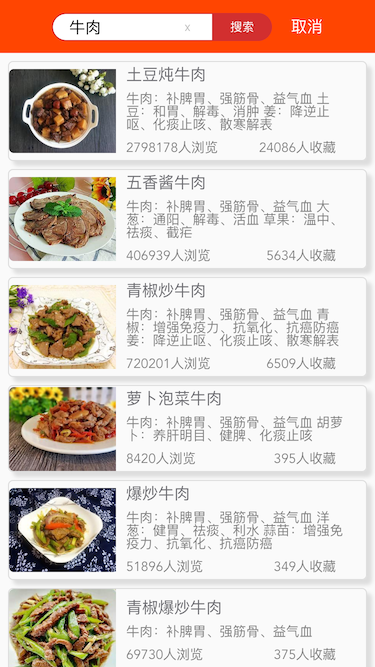 牛肉 x 搜索 取消
土豆炖牛肉
牛肉：补脾胃、强筋骨、益气血 土
豆：和胃、解毒、消肿 姜：降逆止
呕、化痰止咳、散寒解表
2798178人浏览 24086人收藏
五香酱牛肉
牛肉：补脾胃、强筋骨、益气血 大
葱：通阳、解毒、活血 草果：温中、
祛痰、截疟
406939人浏览 5634人收藏
青椒炒牛肉
牛肉：补脾胃、强筋骨、益气血 青
椒：增强免疫力、抗氧化、抗癌防癌
姜：降逆止呕、化痰止咳、散寒解表
720201人浏览 6509人收藏
萝卜泡菜牛肉
牛肉：补脾胃、强筋骨、益气血 胡萝
卜：养肝明目、健脾、化痰止咳
8420人浏览 395人收藏
爆炒牛肉
牛肉：补脾胃、强筋骨、益气血 洋
葱：健胃、祛痰、利水 蒜苗：增强免
疫力、抗氧化、抗癌防癌
51896人浏览 349人收藏
青椒爆炒牛肉
牛肉：补脾胃、强筋骨、益气血
69730人浏览 375人收藏